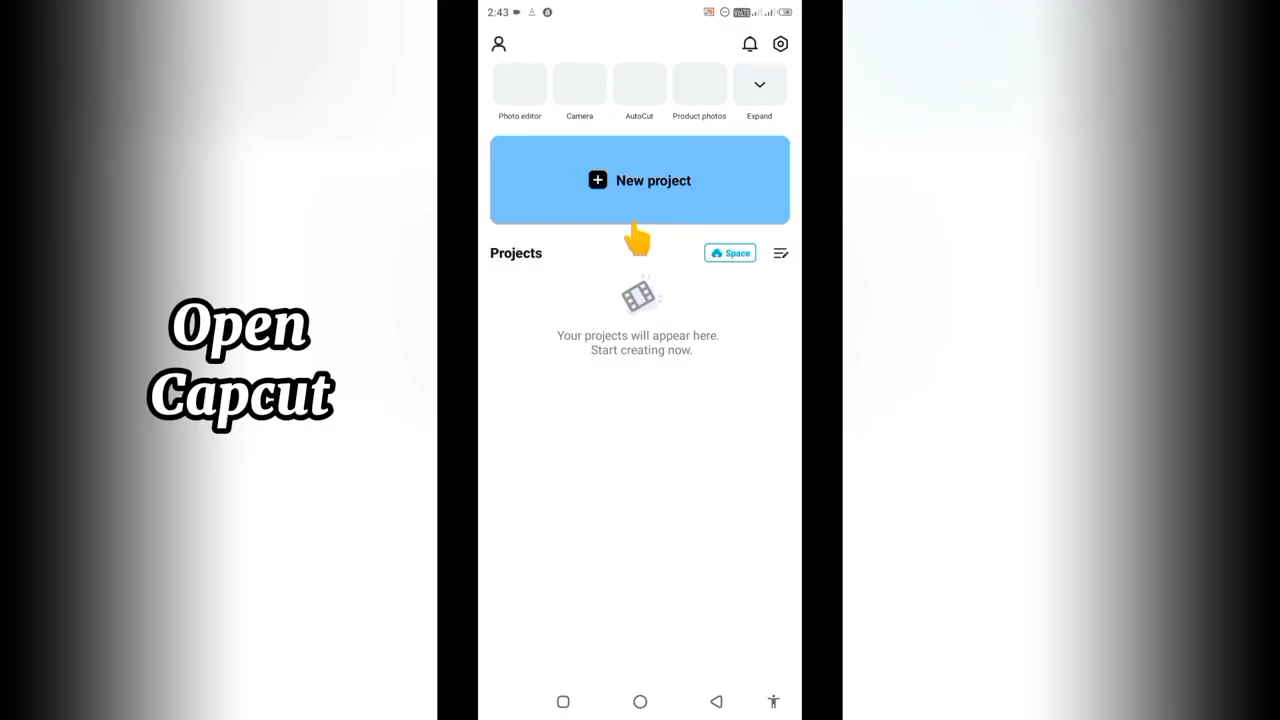 2:43
Photo editor
Camera
AutoCut
Product photos
Expand
New project
Projects
Space
Your projects will appear here.
Start creating now.
Open
Capcut